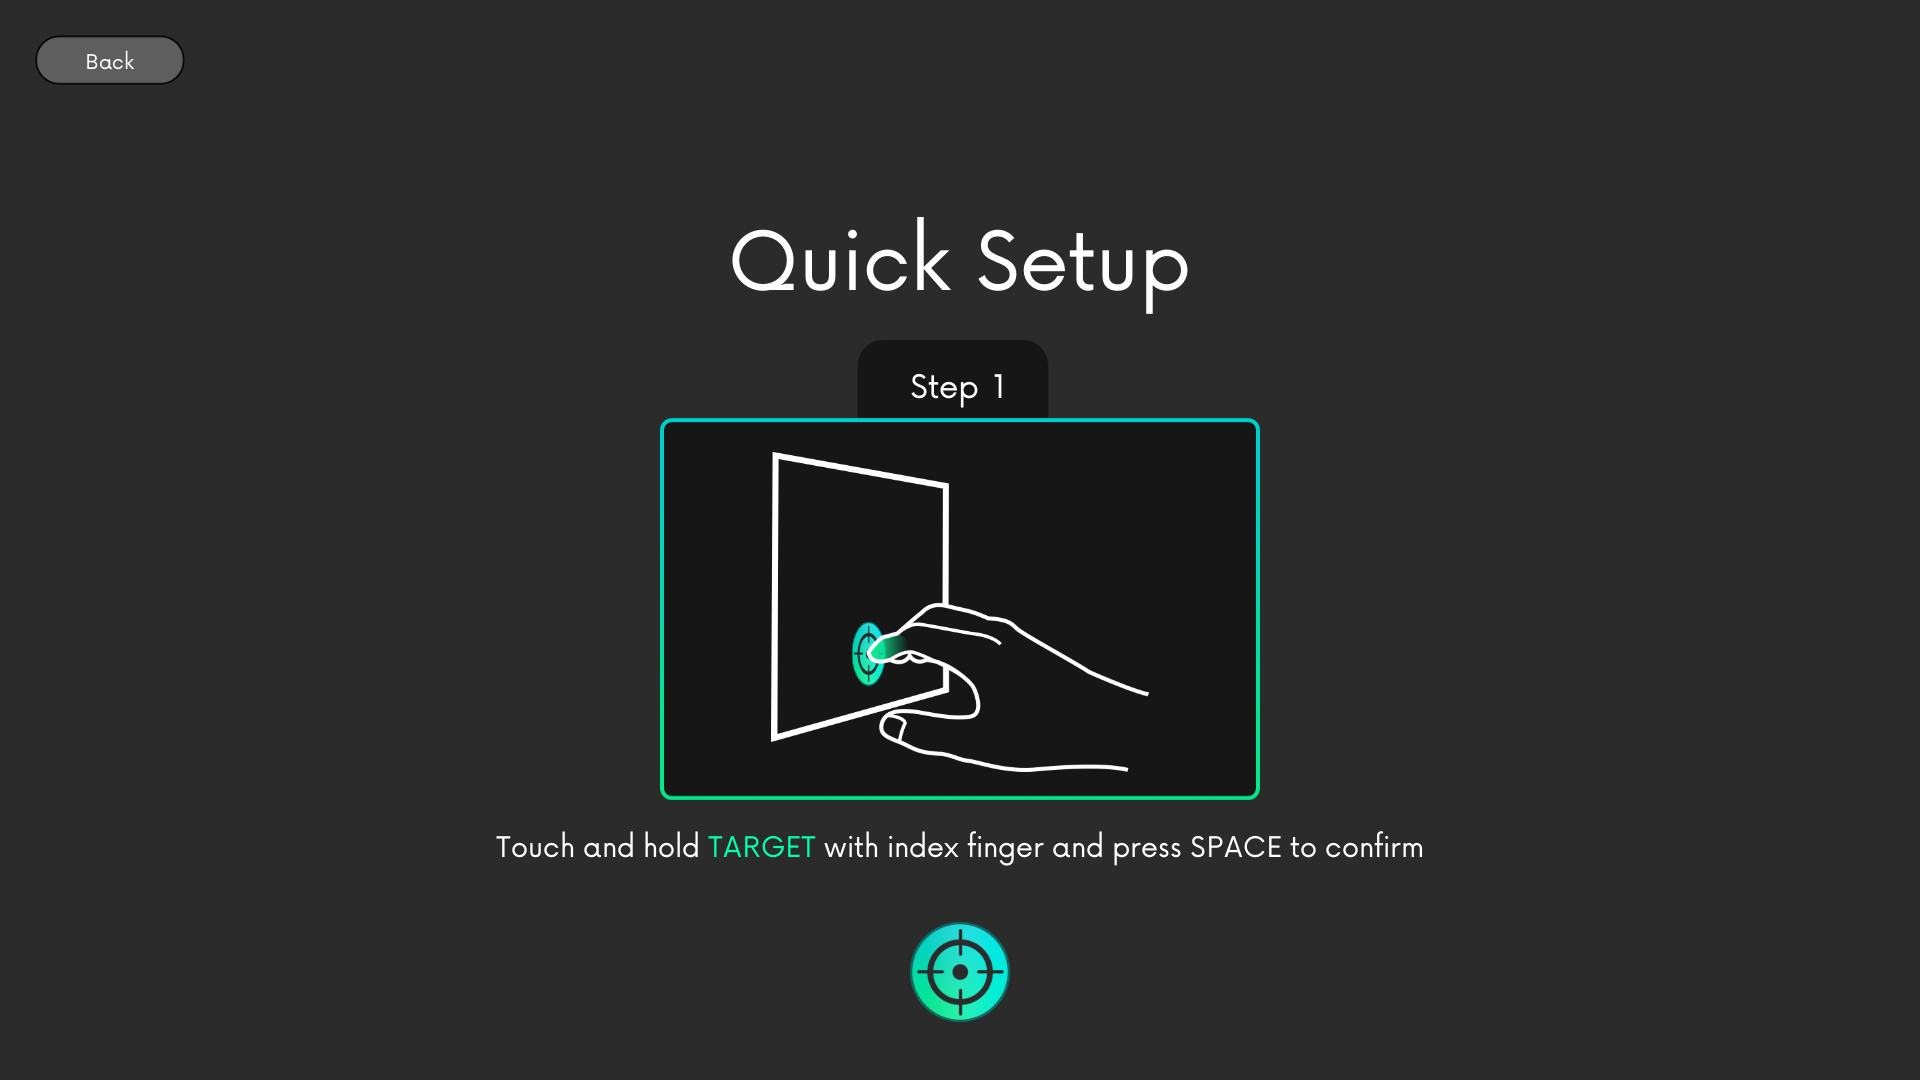 Back
Quick Setup
Step 1
Touch and hold TARGET with index finger and press SPACE to confirm